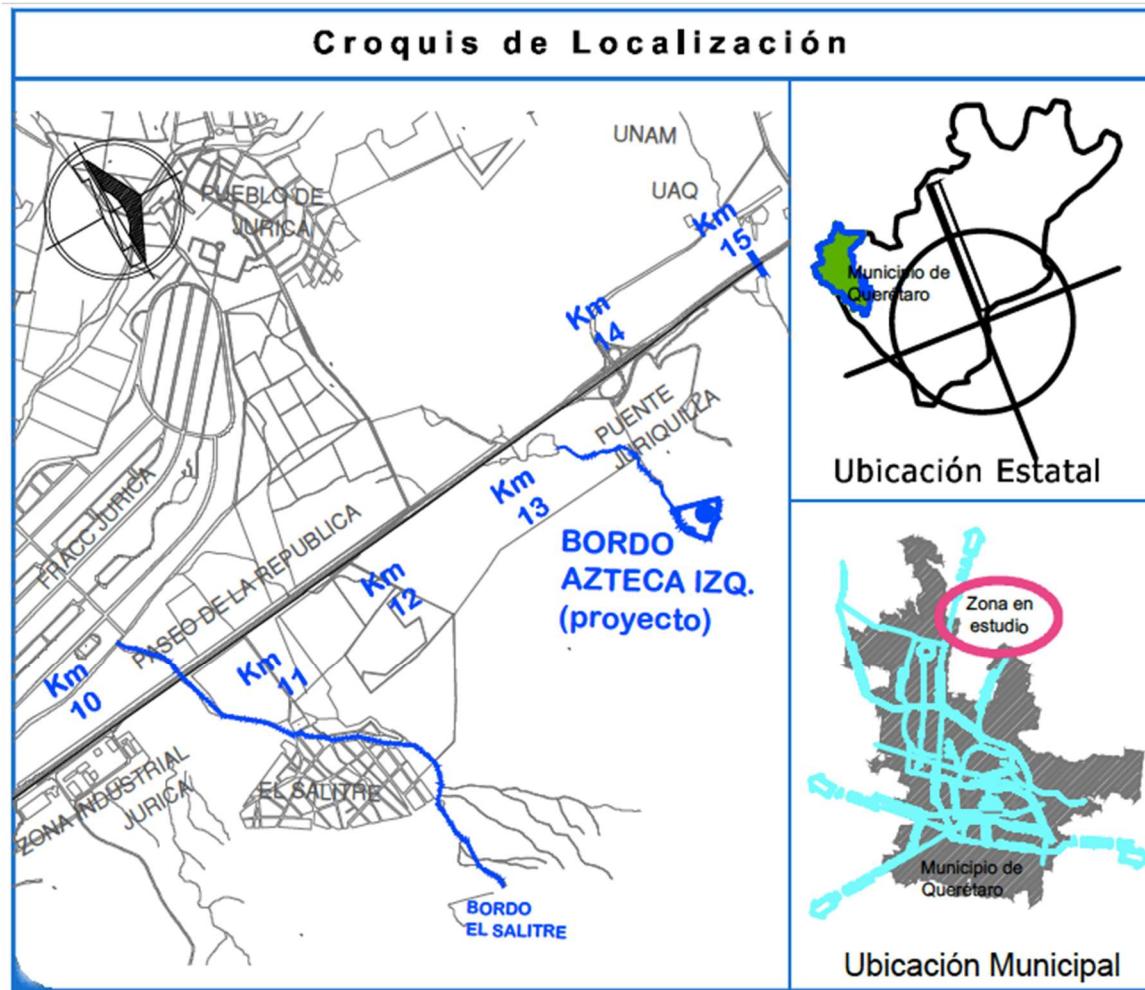 Croquis de Localización
UNAM
UAQ
PUEBLO DE
JURICA
Km
15
Km
14
PUENTE
JURIQUILLA
Km
13
BORDO
AZTECA IZQ.
(proyecto)
FRACC JURICA
PASEO DE LA REPUBLICA
Km
12
Km
11
Km
10
ZONA INDUSTRIAL
JURICA
EL SALITRE
BORDO
EL SALITRE
Municipio de
Querétaro
Ubicación Estatal
Zona en
estudio
Municipio de
Querétaro
Ubicación Municipal